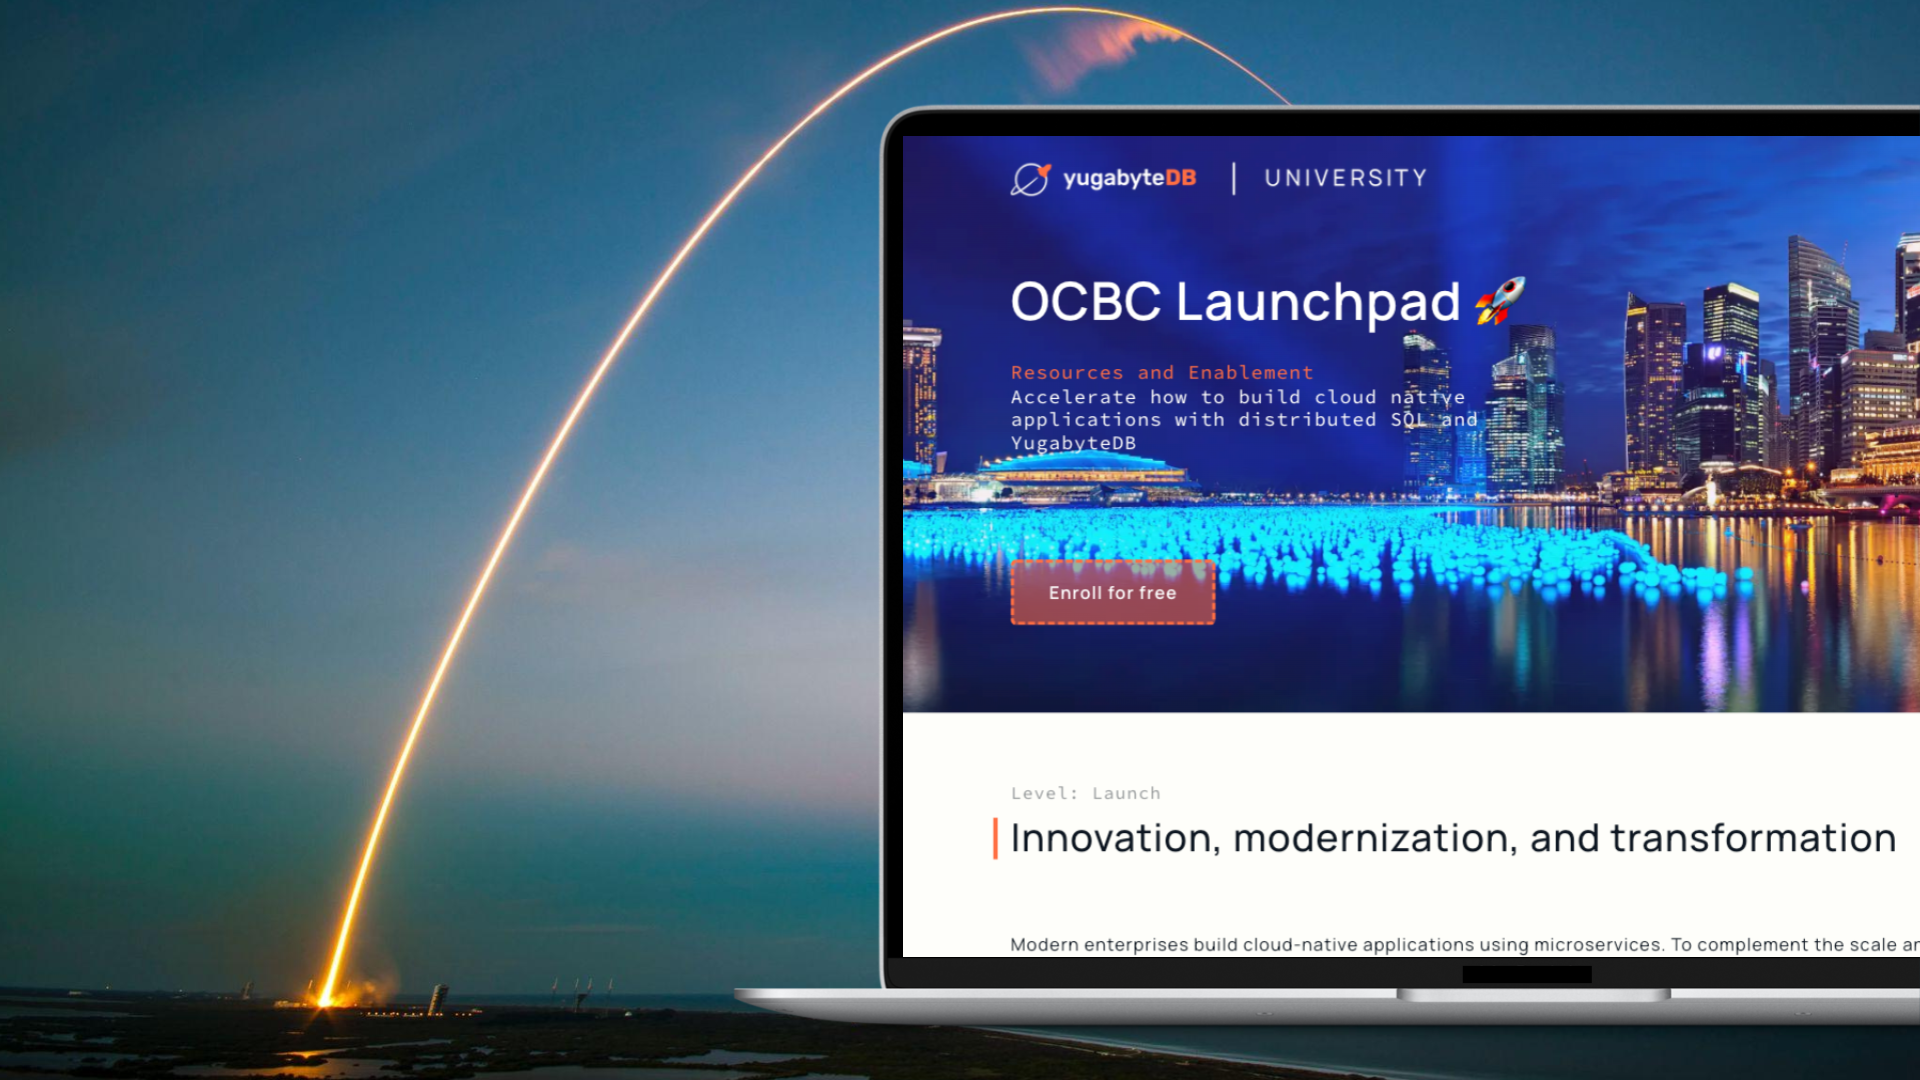 yugabyteDB | UNIVERSITY
OCBC Launchpad 🚀
Resources and Enablement
Accelerate how to build cloud native
applications with distributed SQL and
YugabyteDB
Enroll for free
Level: Launch
Innovation, modernization, and transformation
Modern enterprises build cloud-native applications using microservices. To complement the scale